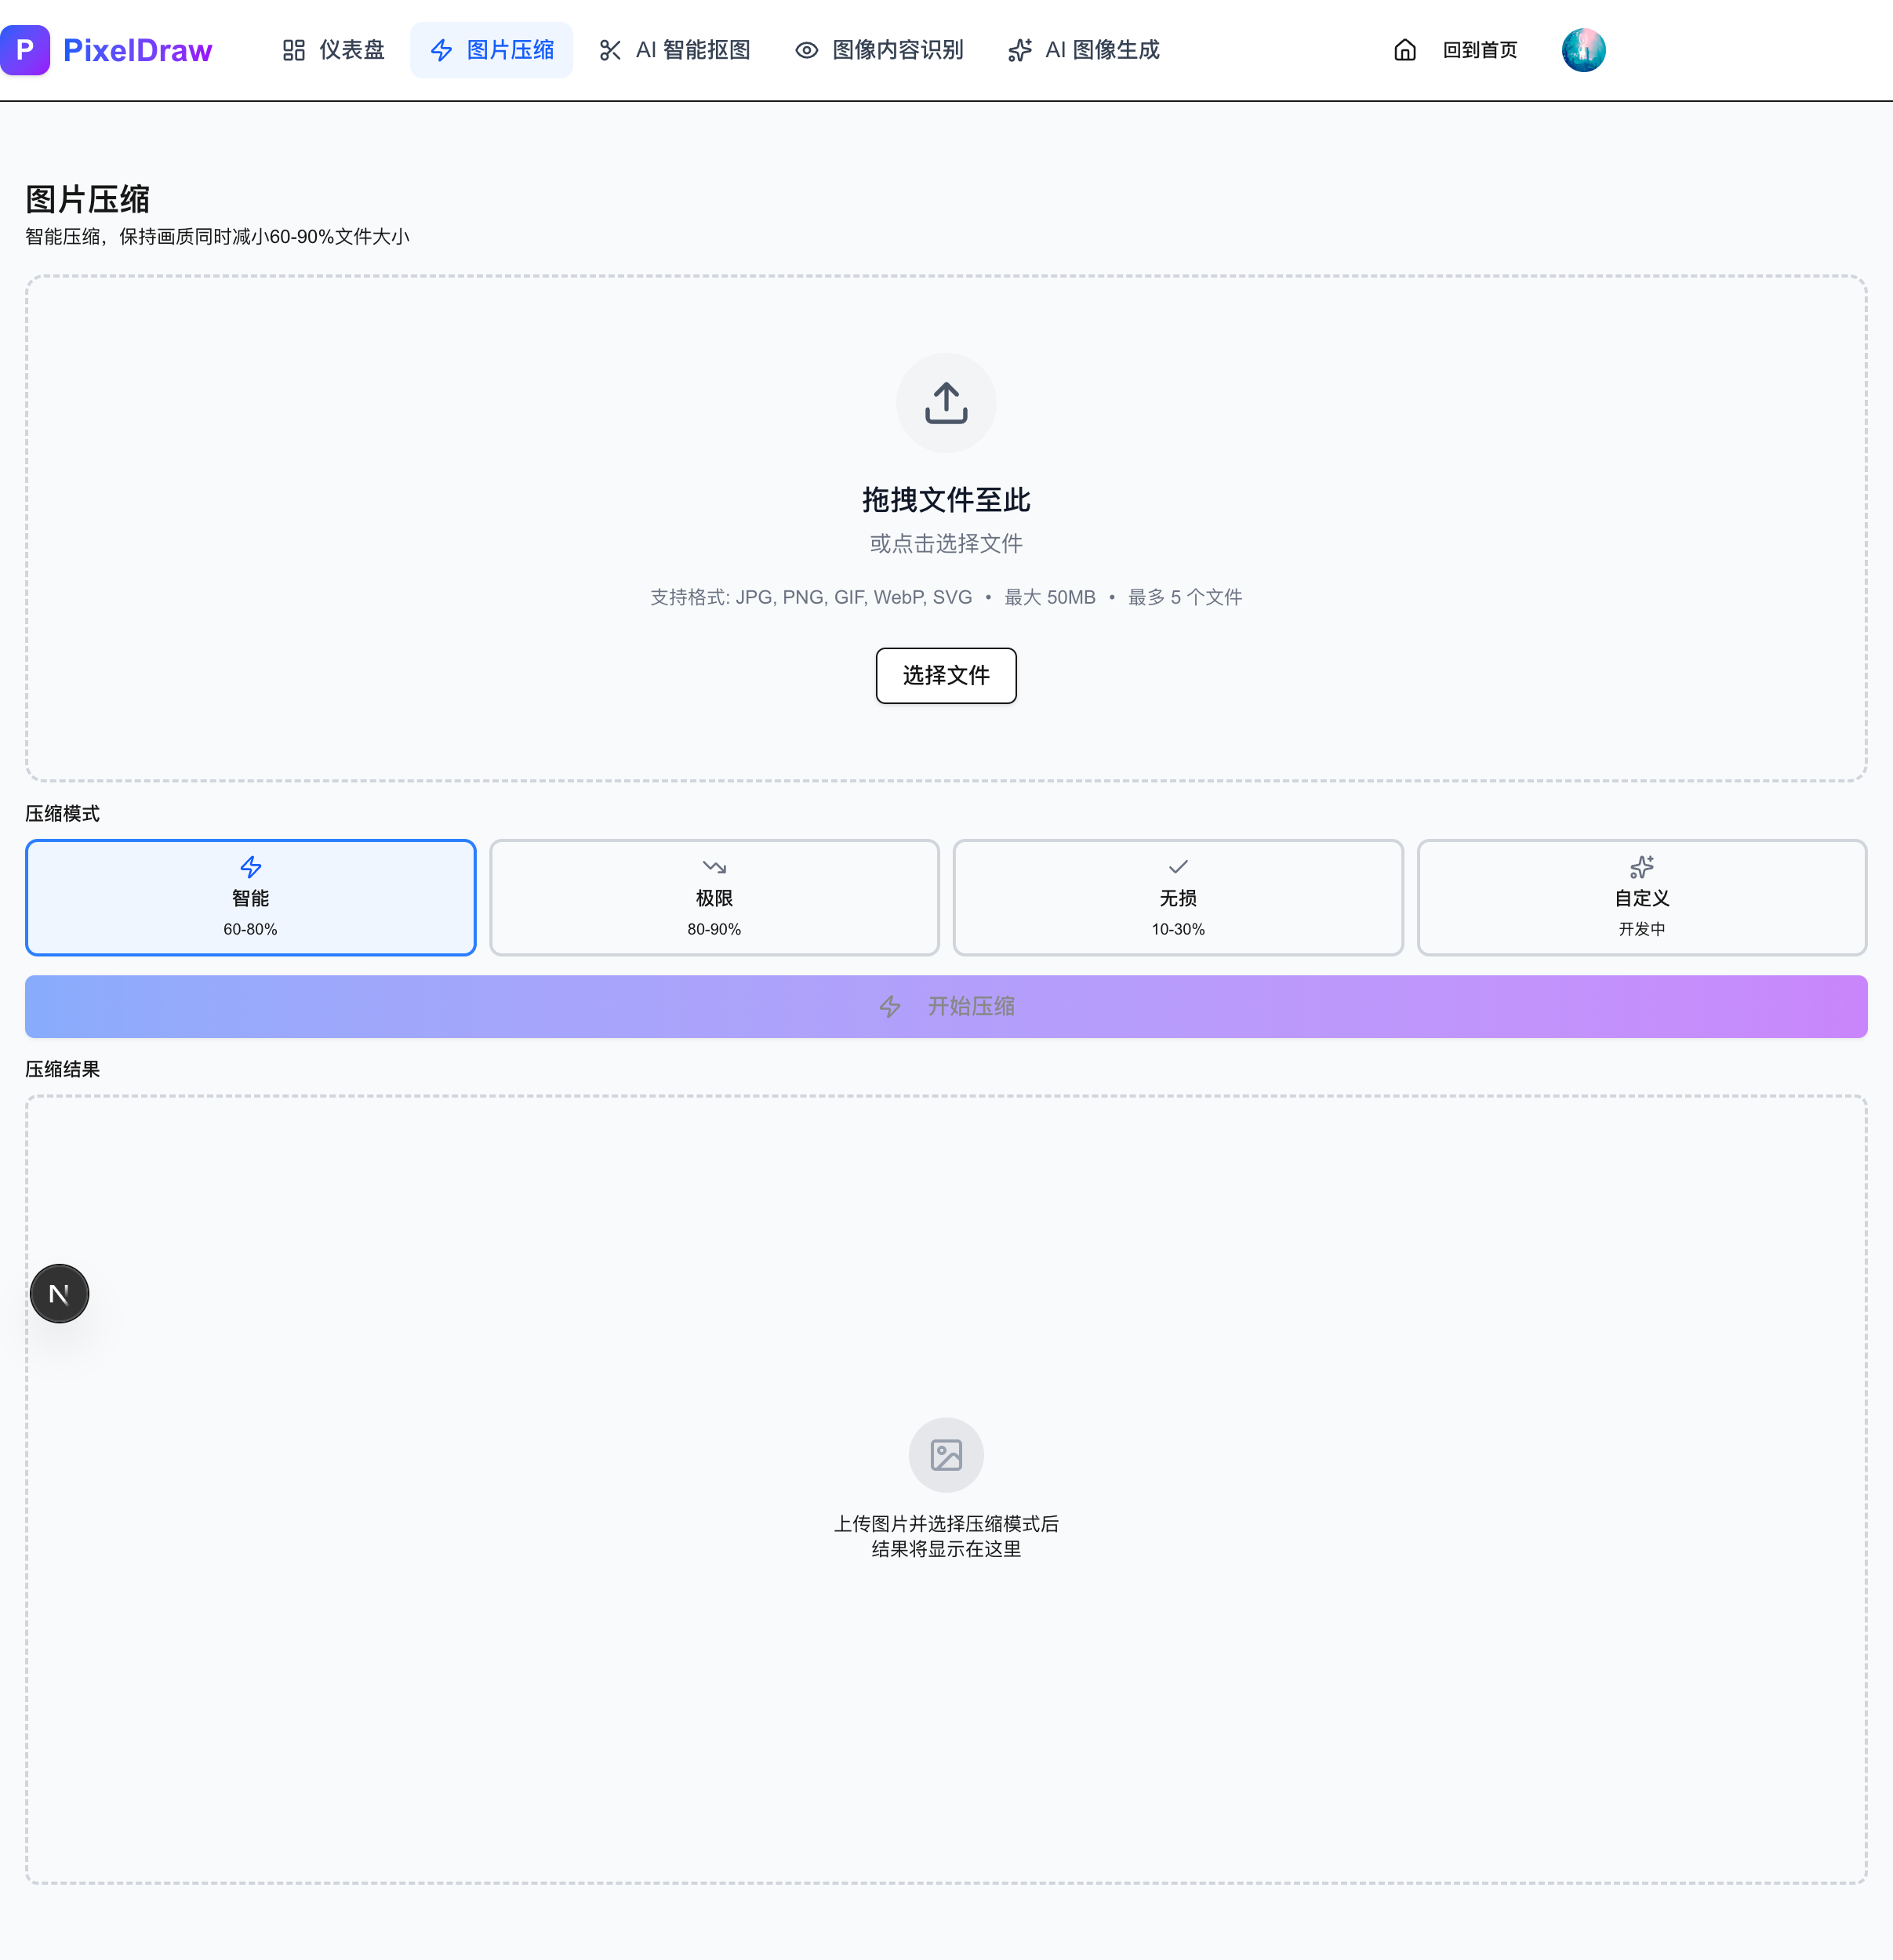 P PixelDraw 仪表盘 图片压缩 AI 智能抠图 图像内容识别 AI 图像生成 回到首页
图片压缩
智能压缩，保持画质同时减小60-90%文件大小
拖拽文件至此
或点击选择文件
支持格式: JPG, PNG, GIF, WebP, SVG • 最大 50MB • 最多 5 个文件
选择文件
压缩模式
智能 极限 无损 自定义
60-80% 80-90% 10-30% 开发中
开始压缩
压缩结果
N
上传图片并选择压缩模式后
结果将显示在这里